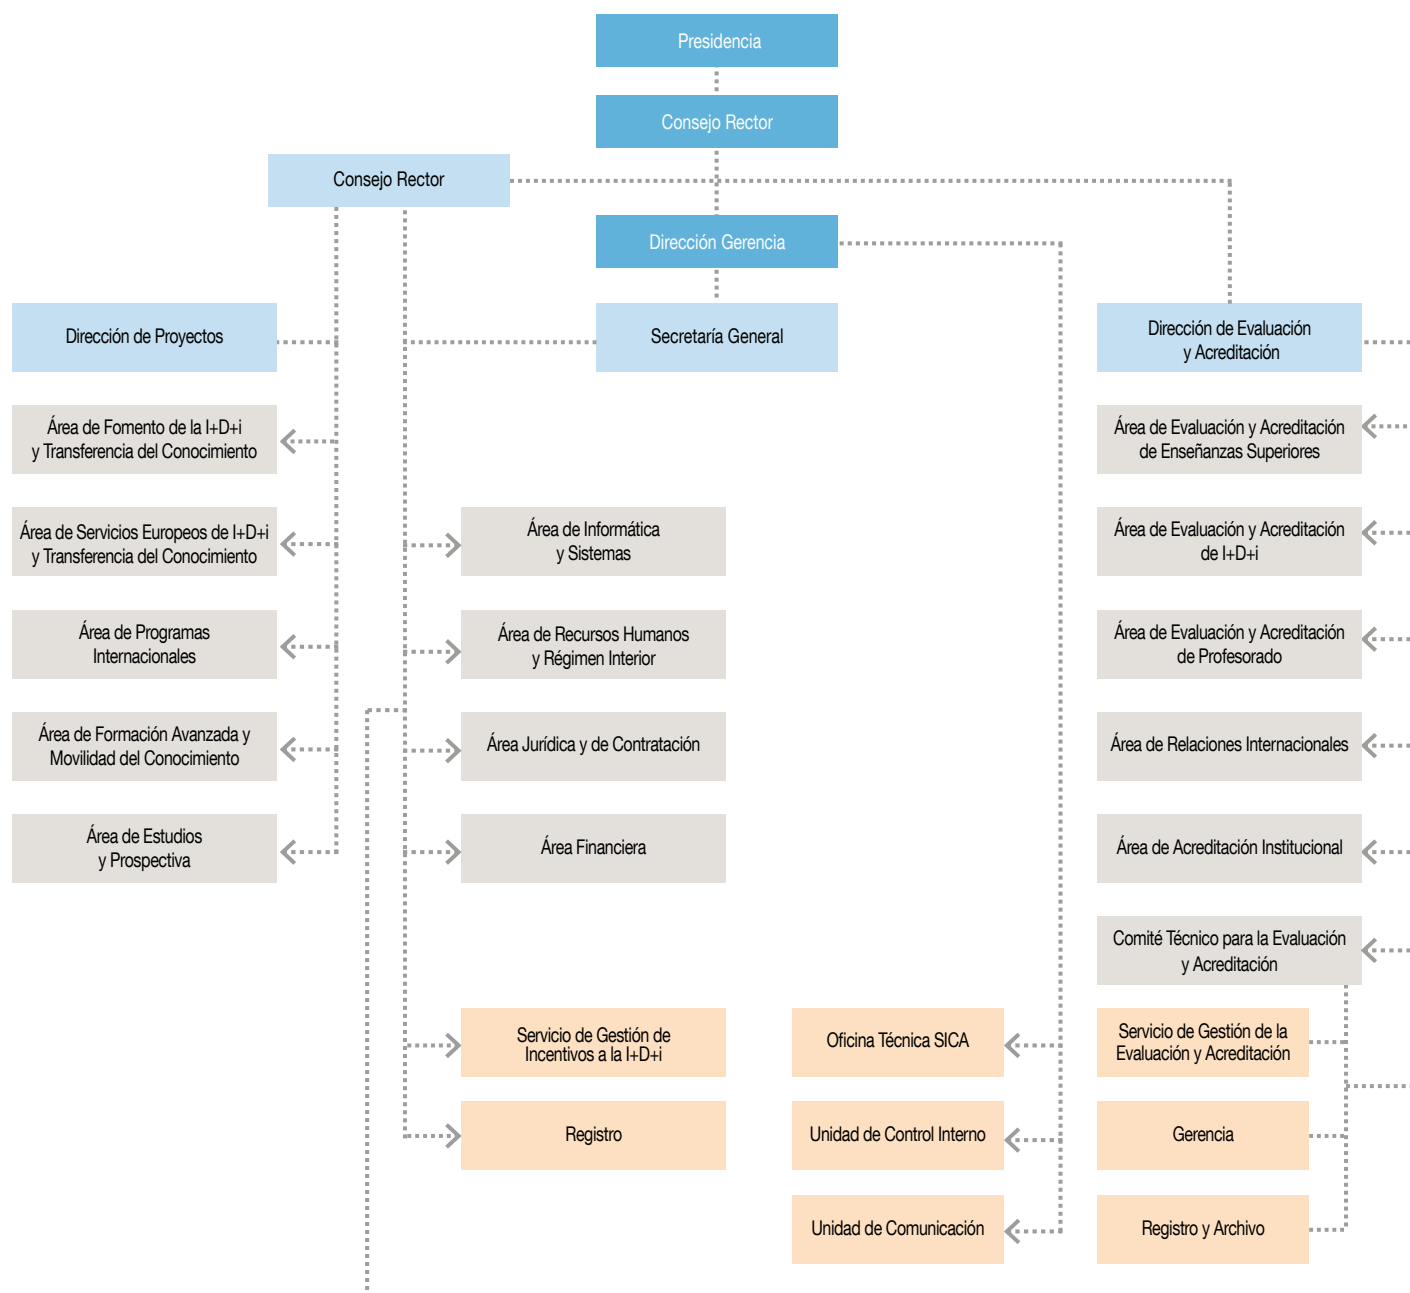 Presidencia
Consejo Rector
Consejo Rector
Dirección Gerencia
Dirección de Proyectos
Secretaría General
Dirección de Evaluación
y Acreditación
Área de Fomento de la I+D+i
y Transferencia del Conocimiento
Área de Servicios Europeos de I+D+i
y Transferencia del Conocimiento
Área de Programas
Internacionales
Área de Formación Avanzada y
Movilidad del Conocimiento
Área de Estudios
y Prospectiva
Área de Informática
y Sistemas
Área de Recursos Humanos
y Régimen Interior
Área Jurídica y de Contratación
Área Financiera
Servicio de Gestión de
Incentivos a la I+D+i
Registro
Oficina Técnica SICA
Unidad de Control Interno
Unidad de Comunicación
Área de Evaluación y Acreditación
de Enseñanzas Superiores
Área de Evaluación y Acreditación
de I+D+i
Área de Evaluación y Acreditación
de Profesorado
Área de Relaciones Internacionales
Área de Acreditación Institucional
Comité Técnico para la Evaluación
y Acreditación
Servicio de Gestión de la
Evaluación y Acreditación
Gerencia
Registro y Archivo